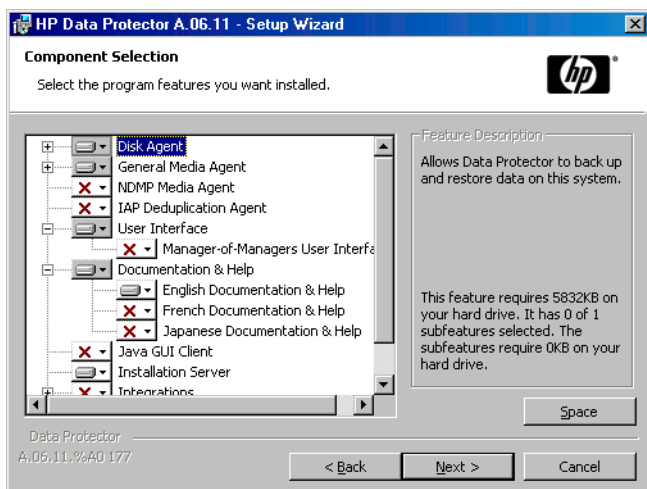 HP Data Protector A.06.11 - Setup Wizard
Component Selection
Select the program features you want installed.
hp
Disk Agent
General Media Agent
NDMP Media Agent
IAP Deduplication Agent
User Interface
Manager-of-Managers User Interfa
Documentation & Help
English Documentation & Help
French Documentation & Help
Japanese Documentation & Help
Java GUI Client
Installation Server
Integrations
Feature Description
Allows Data Protector to back up
and restore data on this system.
This feature requires 5832KB on
your hard drive. It has 0 of 1
subfeatures selected. The
subfeatures require 0KB on your
hard drive.
Space
Data Protector
A.06.11.%A0 177
< Back
Next >
Cancel